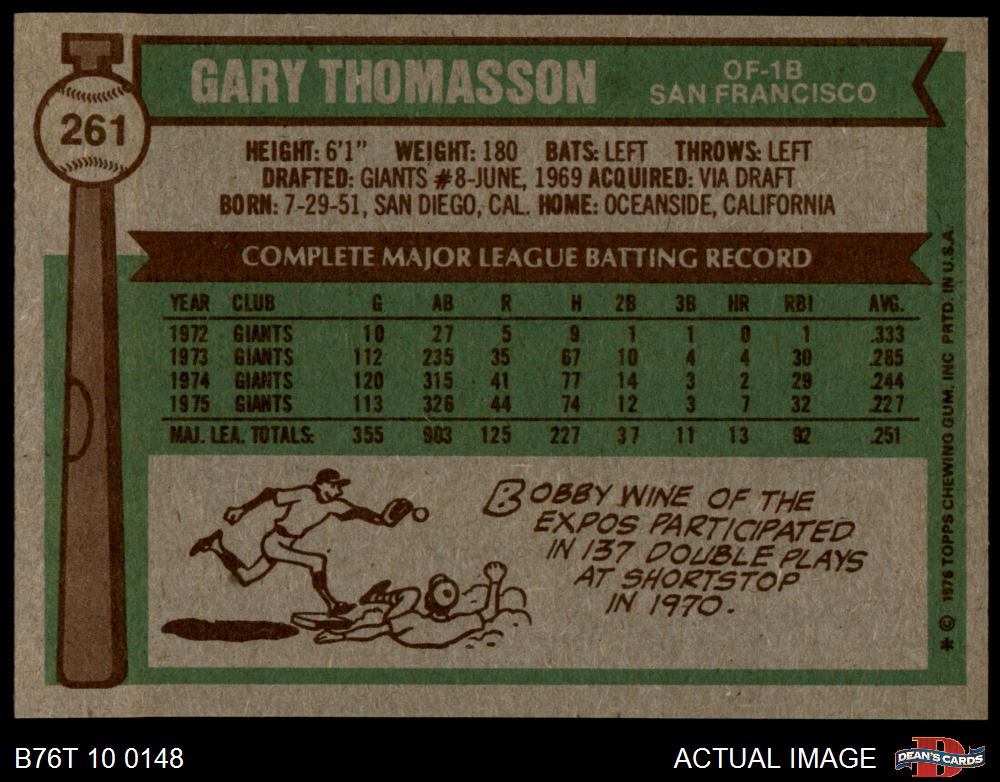 261
GARY THOMASSON
OF-1B
SAN FRANCISCO
HEIGHT: 6'1" WEIGHT: 180 BATS: LEFT THROWS: LEFT
DRAFTED: GIANTS #8-JUNE, 1969 ACQUIRED: VIA DRAFT
BORN: 7-29-51, SAN DIEGO, CAL. HOME: OCEANSIDE, CALIFORNIA
COMPLETE MAJOR LEAGUE BATTING RECORD
YEAR CLUB G AB R H 2B 3B HR RBI AVG.
1972 GIANTS 10 27 5 9 1 1 0 1 .333
1973 GIANTS 112 235 35 67 10 4 4 30 .285
1974 GIANTS 120 315 41 77 14 3 2 29 .244
1975 GIANTS 113 326 44 74 12 3 7 32 .227
MAJ. LEA. TOTALS: 355 903 125 227 37 11 13 92 .251
BOBBY WINE OF THE
EXPOS PARTICIPATED
IN 137 DOUBLE PLAYS
AT SHORTSTOP
IN 1970.
* © 1976 TOPPS CHEWING GUM, INC PRTD. IN U.S.A.
B76T 10 0148
ACTUAL IMAGE
D
DEAN'S CARDS